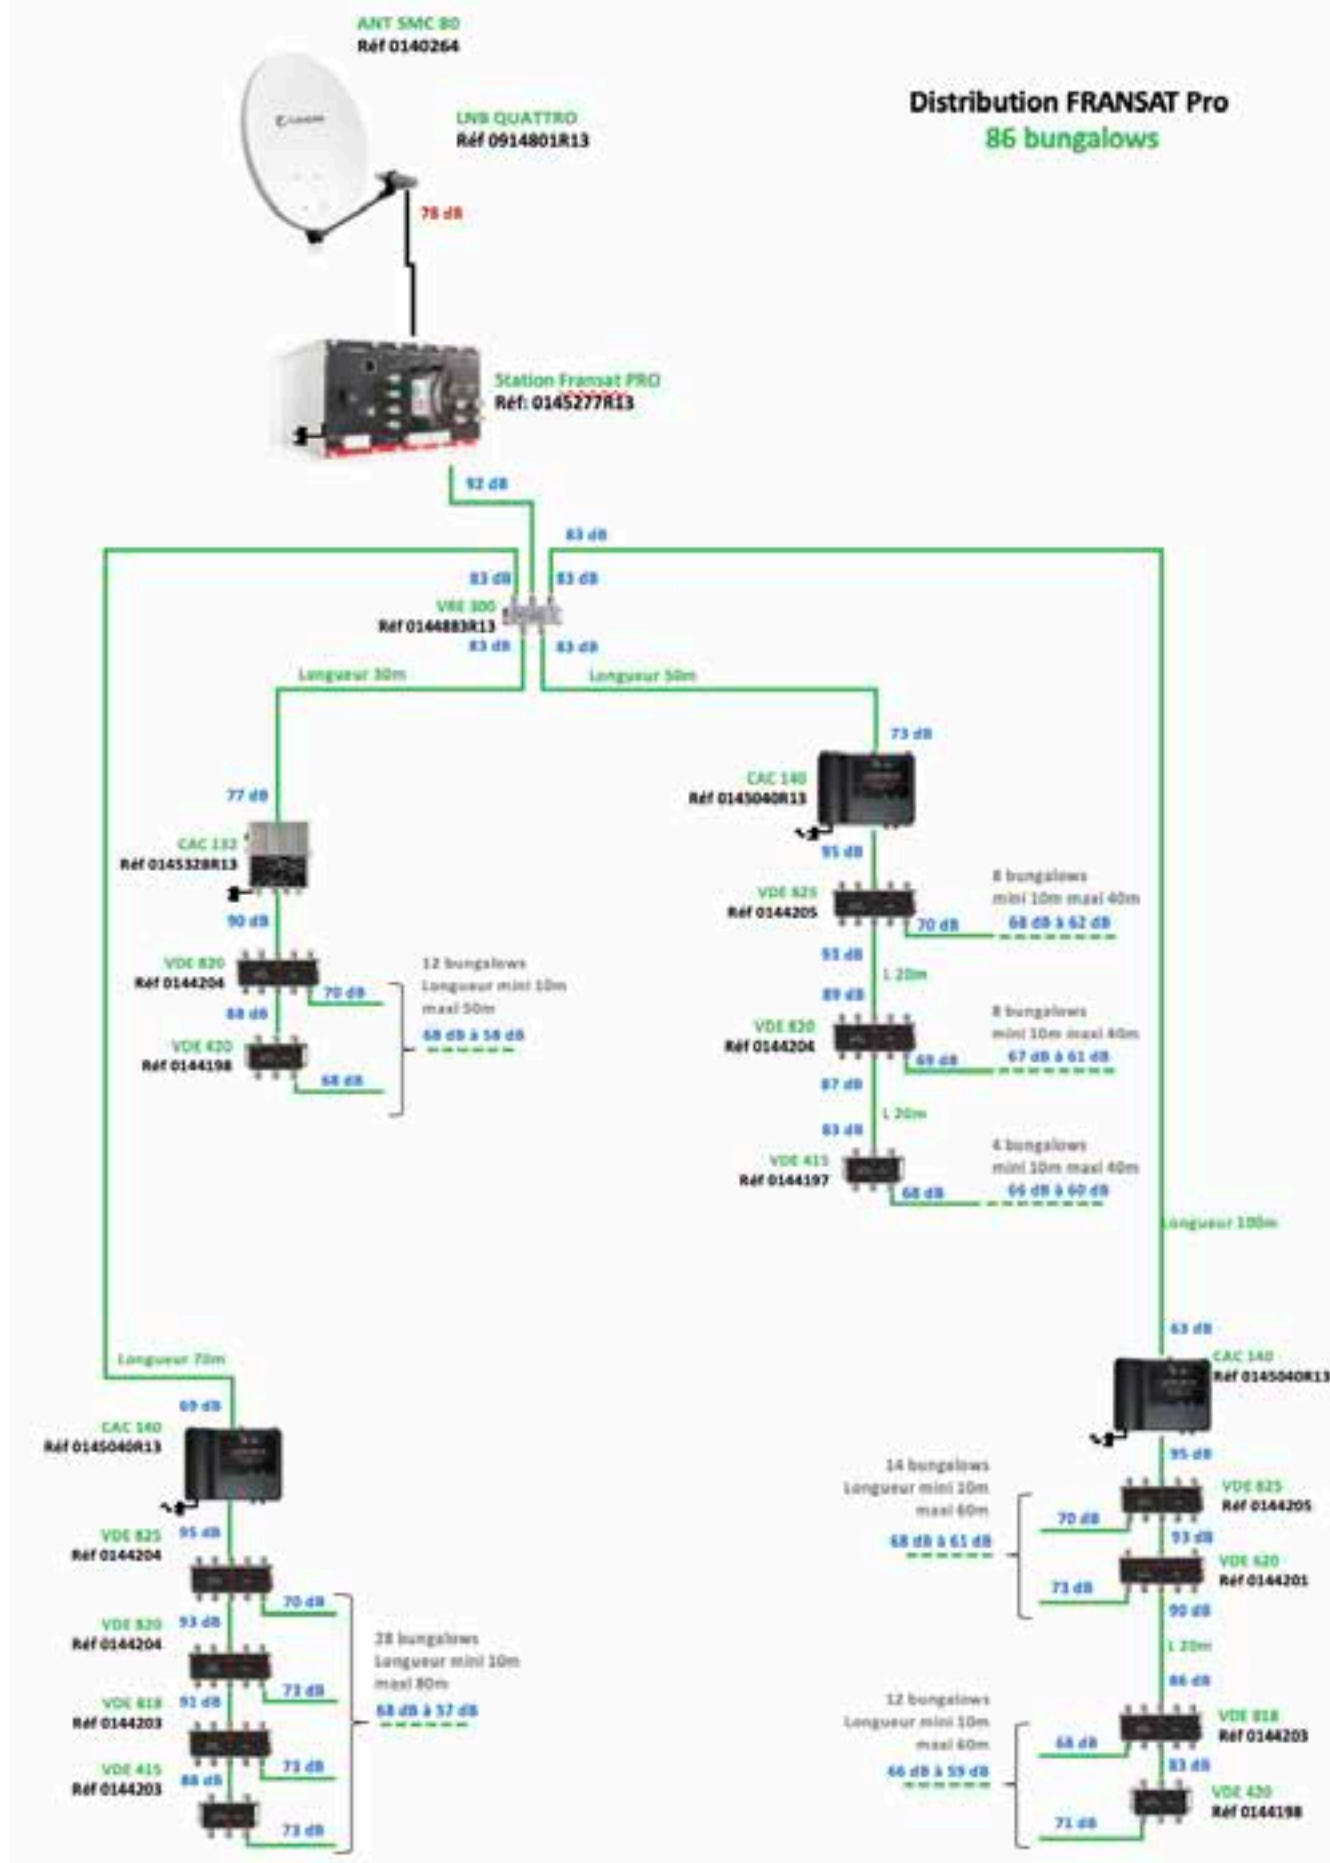 ANT SMC 80
Réf 0140264
LNB QUATTRO
Réf 0914801R13
Distribution FRANSAT Pro
86 bungalows
78 dB
Station Fransat PRO
Réf: 0145277R13
92 dB
83 dB
83 dB
83 dB
VRE 300
Réf 0144883R13
83 dB
83 dB
Longueur 30m
Longueur 50m
73 dB
CAC 140
Réf 0145040R13
77 dB
CAC 132
Réf 0145328R13
95 dB
VDE 825
Réf 0144205
70 dB
8 bungalows
mini 10m maxi 40m
68 dB à 62 dB
90 dB
VDE 820
Réf 0144204
70 dB
12 bungalows
Longueur mini 10m
maxi 50m
68 dB à 58 dB
88 dB
VDE 420
Réf 0144198
68 dB
93 dB
L 20m
89 dB
VDE 820
Réf 0144204
69 dB
8 bungalows
mini 10m maxi 40m
67 dB à 61 dB
87 dB
L 20m
83 dB
VDE 415
Réf 0144197
68 dB
4 bungalows
mini 10m maxi 40m
66 dB à 60 dB
Longueur 100m
63 dB
CAC 140
Réf 0145040R13
Longueur 70m
69 dB
CAC 140
Réf 0145040R13
95 dB
VDE 825
Réf 0144204
70 dB
VDE 820
Réf 0144204
93 dB
73 dB
VDE 818
Réf 0144203
91 dB
73 dB
VDE 415
Réf 0144203
88 dB
73 dB
28 bungalows
Longueur mini 10m
maxi 80m
68 dB à 57 dB
95 dB
14 bungalows
Longueur mini 10m
maxi 60m
68 dB à 61 dB
VDE 825
Réf 0144205
70 dB
93 dB
VDE 620
Réf 0144201
73 dB
90 dB
L 20m
86 dB
12 bungalows
Longueur mini 10m
maxi 60m
66 dB à 59 dB
VDE 818
Réf 0144203
68 dB
83 dB
VDE 420
Réf 0144198
71 dB